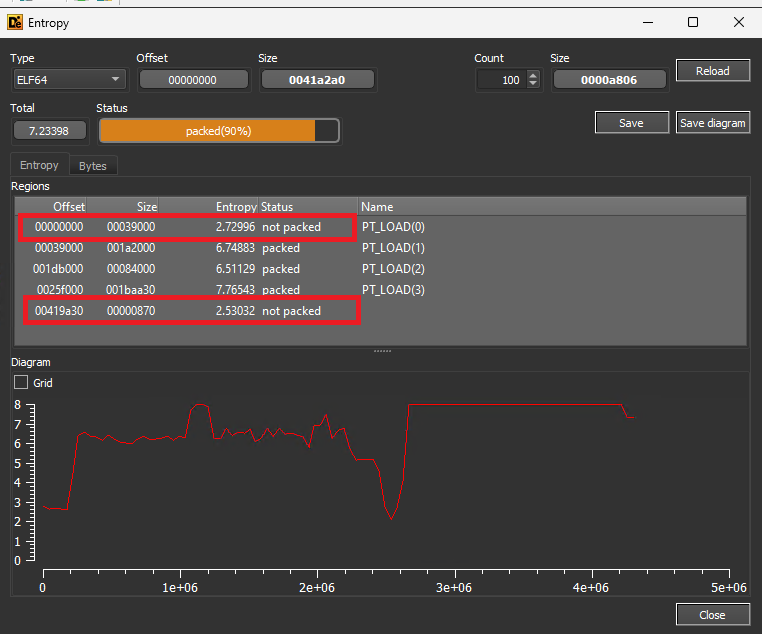 DiE Entropy
Type Offset Size Count Size
ELF64 00000000 0041a2a0 100 0000a806 Reload
Total Status
7.23398 packed(90%) Save Save diagram
Entropy Bytes
Regions
Offset Size Entropy Status Name
00000000 00039000 2.72996 not packed PT_LOAD(0)
00039000 001a2000 6.74883 packed PT_LOAD(1)
001db000 00084000 6.51129 packed PT_LOAD(2)
0025f000 001baa30 7.76543 packed PT_LOAD(3)
00419a30 00000870 2.53032 not packed
Diagram
Grid
8
7
6
5
4
3
2
1
0
0 1e+06 2e+06 3e+06 4e+06 5e+06
Close